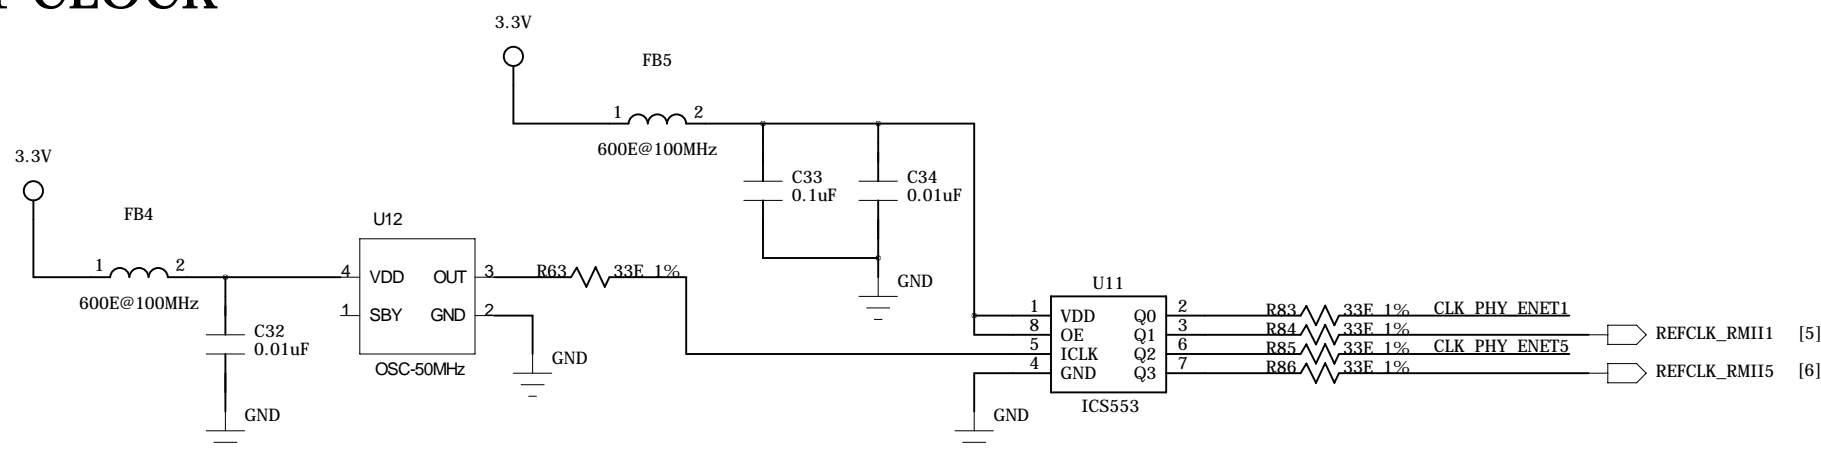 CLOCK
3.3V
FB5
1 2
600E@100MHz
C33
0.1uF
C34
0.01uF
GND
3.3V
FB4
1 2
600E@100MHz
C32
0.01uF
GND
U12
4 VDD OUT 3
1 SBY GND 2
OSC-50MHz
GND
R63 33E 1%
U11
1 VDD Q0 2
8 OE Q1 3
5 ICLK Q2 6
4 GND Q3 7
ICS553
GND
R83 33E 1% CLK_PHY_ENET1
R84 33E 1% REFCLK_RMII1 [5]
R85 33E 1% CLK_PHY_ENET5
R86 33E 1% REFCLK_RMII5 [6]